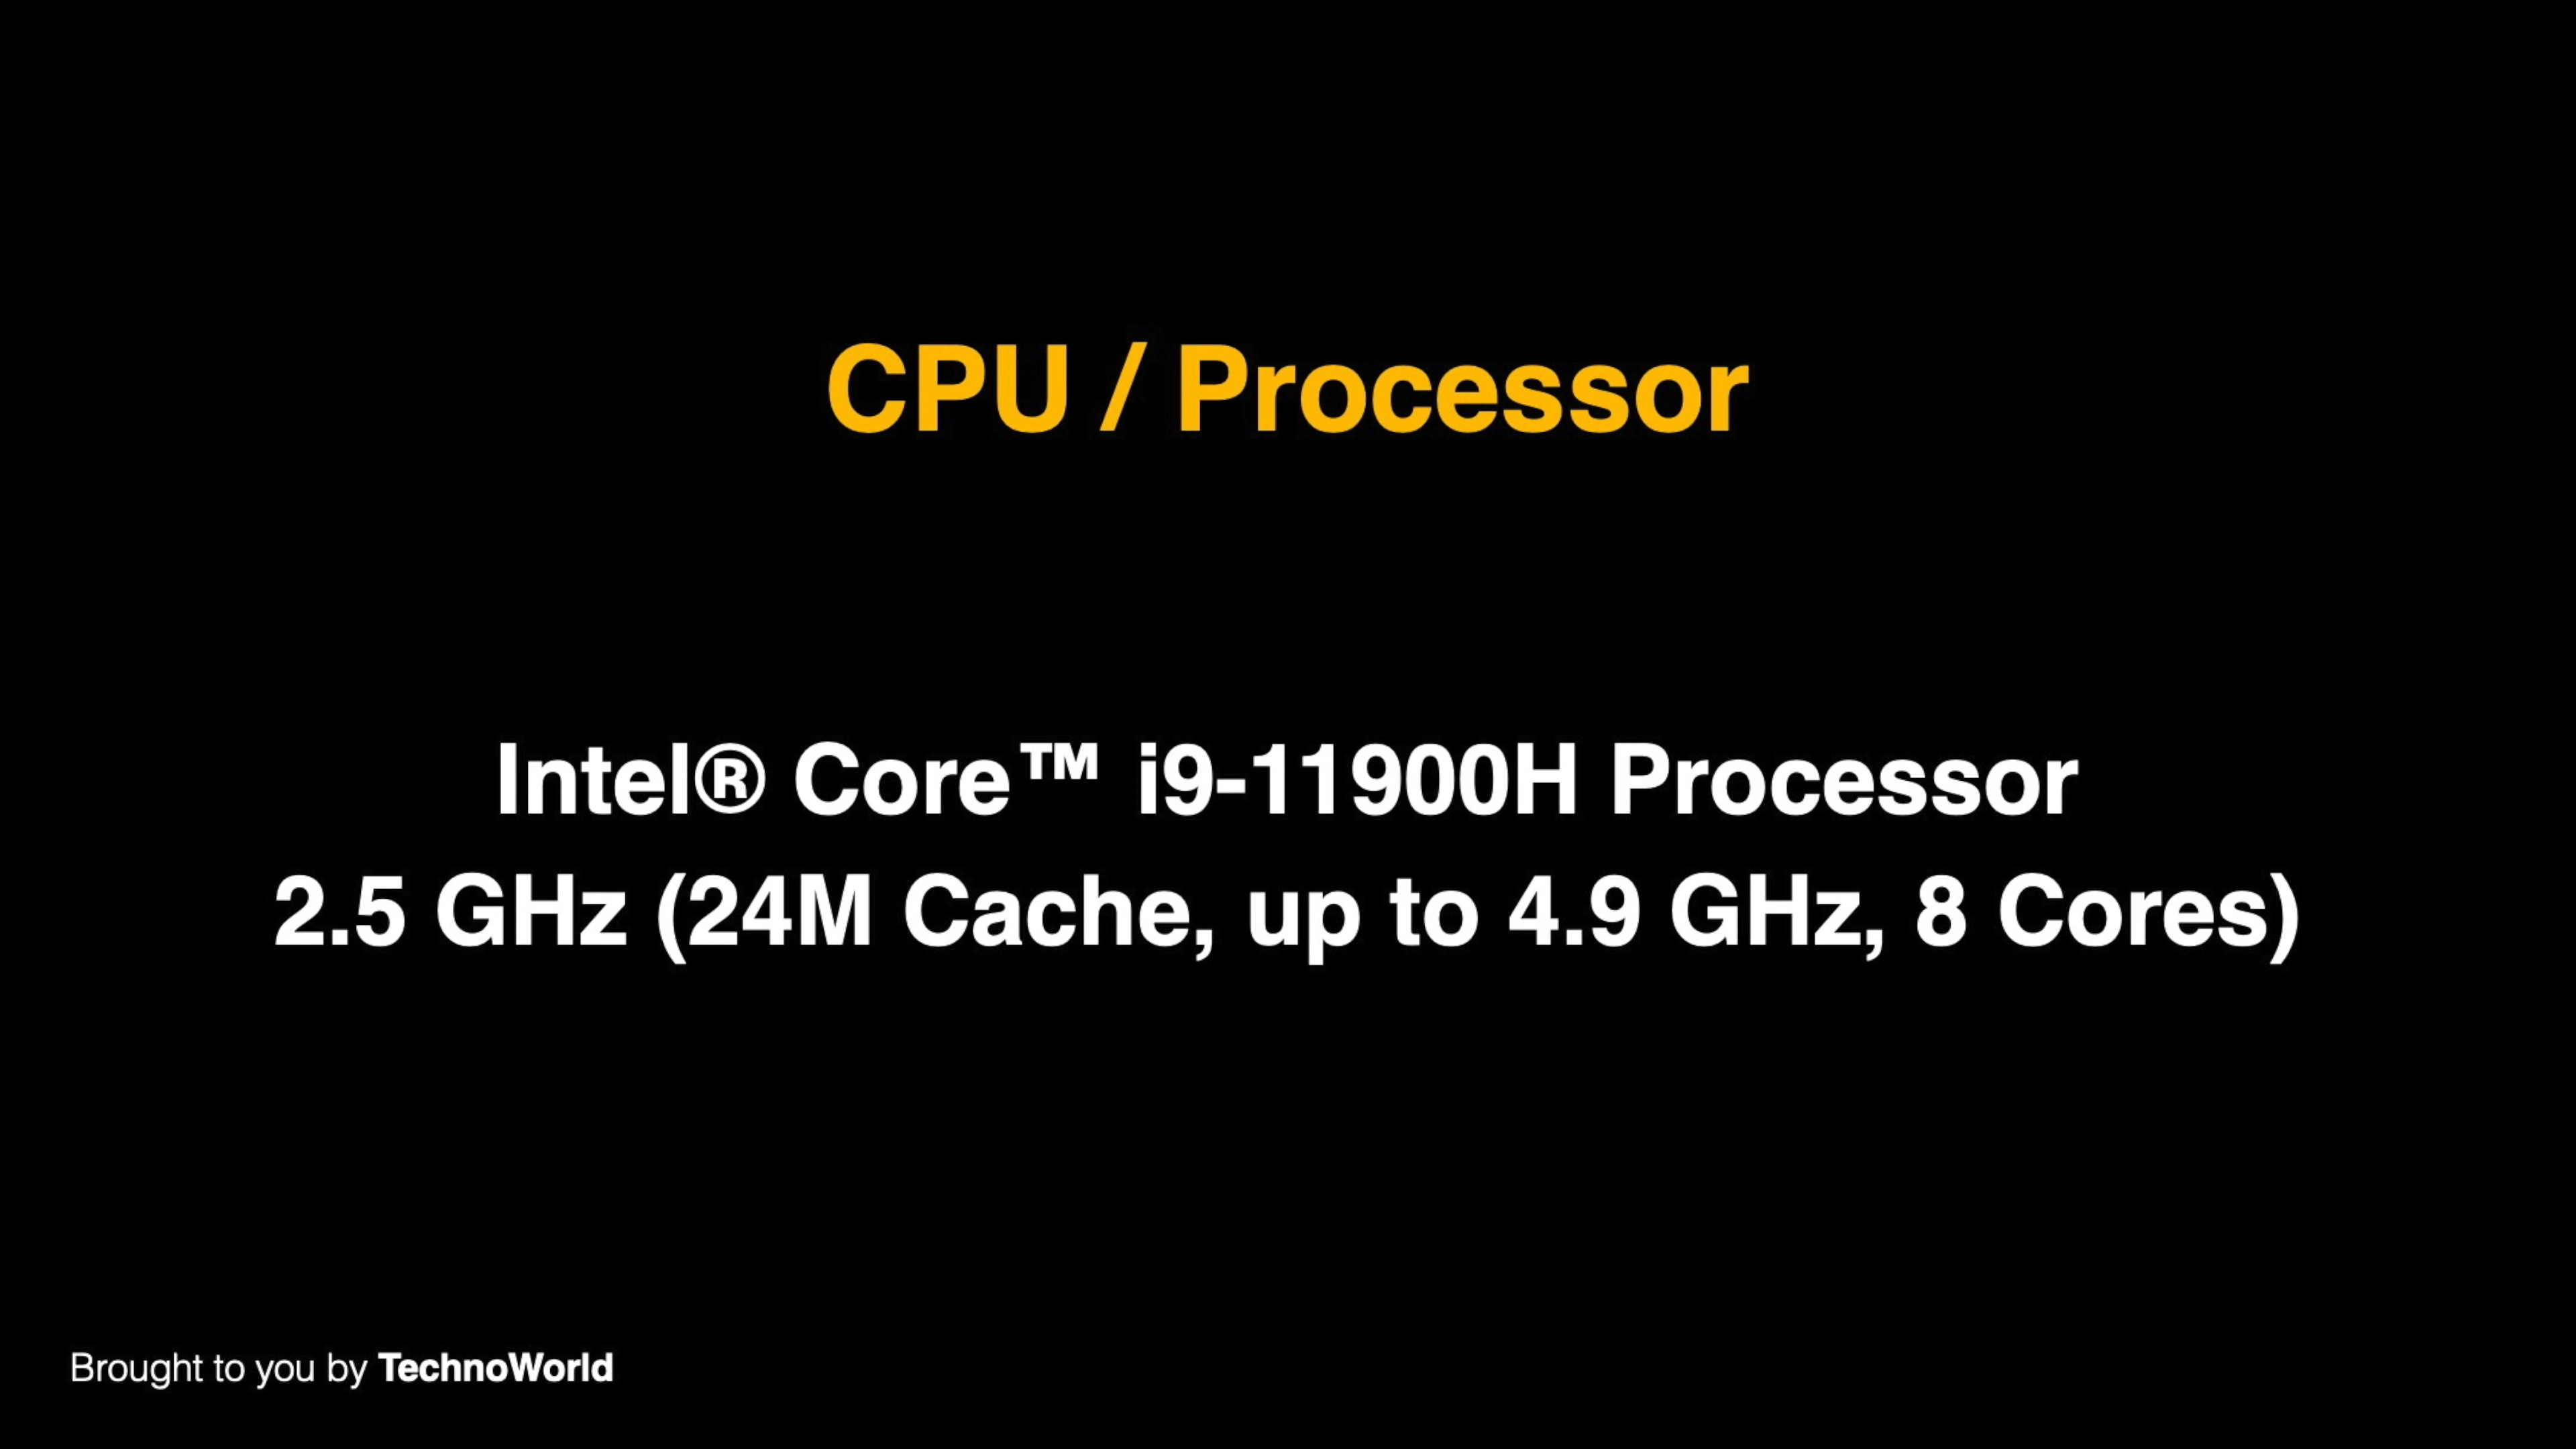 CPU / Processor
Intel® Core™ i9-11900H Processor
2.5 GHz (24M Cache, up to 4.9 GHz, 8 Cores)
Brought to you by TechnoWorld